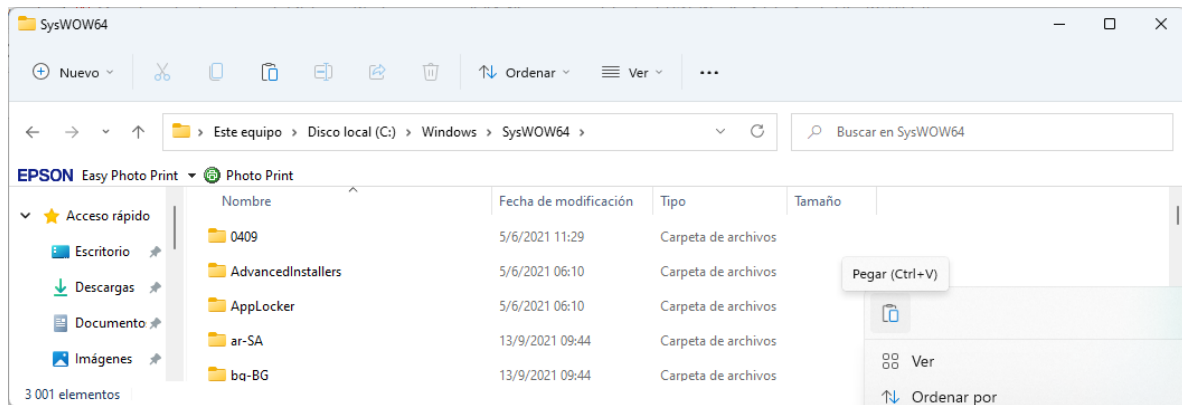 SysWOW64
Nuevo Ordenar Ver
Este equipo > Disco local (C:) > Windows > SysWOW64 > Buscar en SysWOW64
EPSON Easy Photo Print Photo Print
Nombre Fecha de modificación Tipo Tamaño
Acceso rápido
0409 5/6/2021 11:29 Carpeta de archivos
Escritorio
AdvancedInstallers 5/6/2021 06:10 Carpeta de archivos
Pegar (Ctrl+V)
Descargas
AppLocker 5/6/2021 06:10 Carpeta de archivos
Documento
ar-SA 13/9/2021 09:44 Carpeta de archivos
Imágenes
Ver
bg-BG 13/9/2021 09:44 Carpeta de archivos
3 001 elementos
Ordenar por